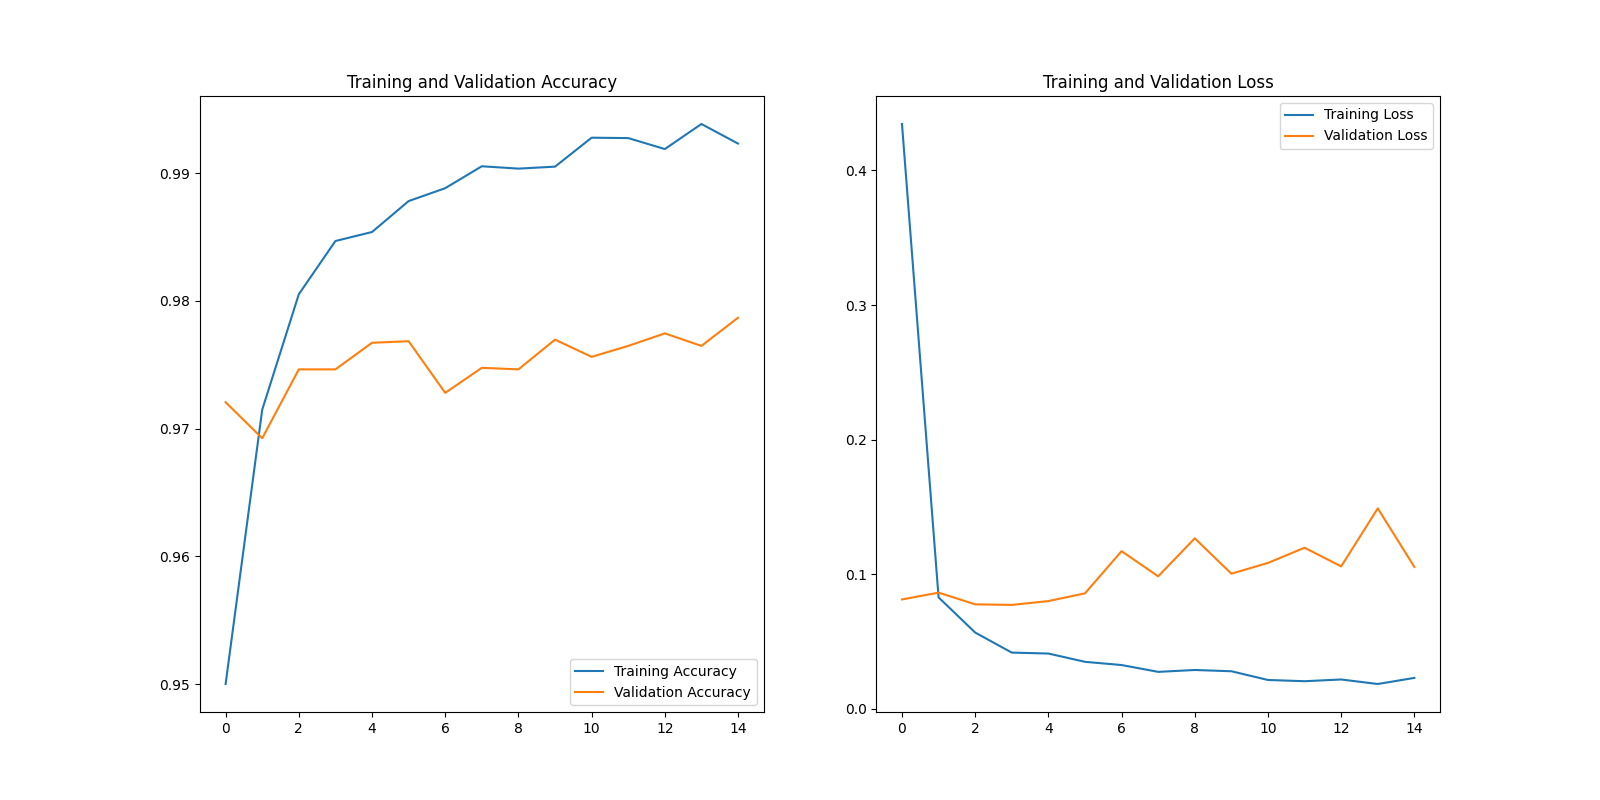 Training and Validation Accuracy
0.99
0.98
0.97
0.96
0.95
Training Accuracy
Validation Accuracy
0 2 4 6 8 10 12 14
Training and Validation Loss
Training Loss
Validation Loss
0.4
0.3
0.2
0.1
0.0
0 2 4 6 8 10 12 14